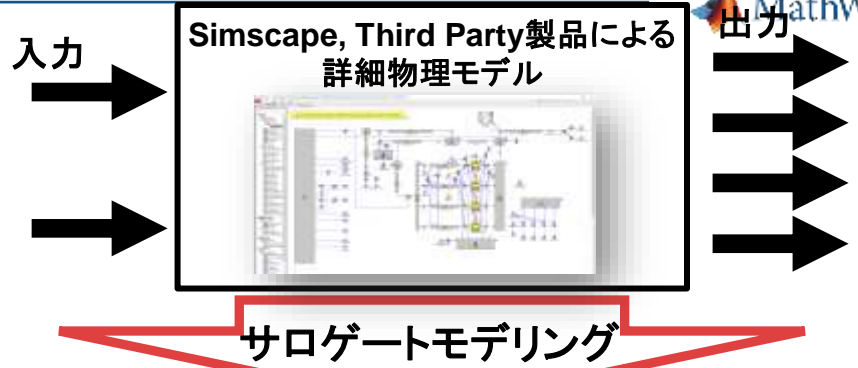 MathW
入力
Simscape, Third Party製品による
詳細物理モデル
出力
サロゲートモデリング